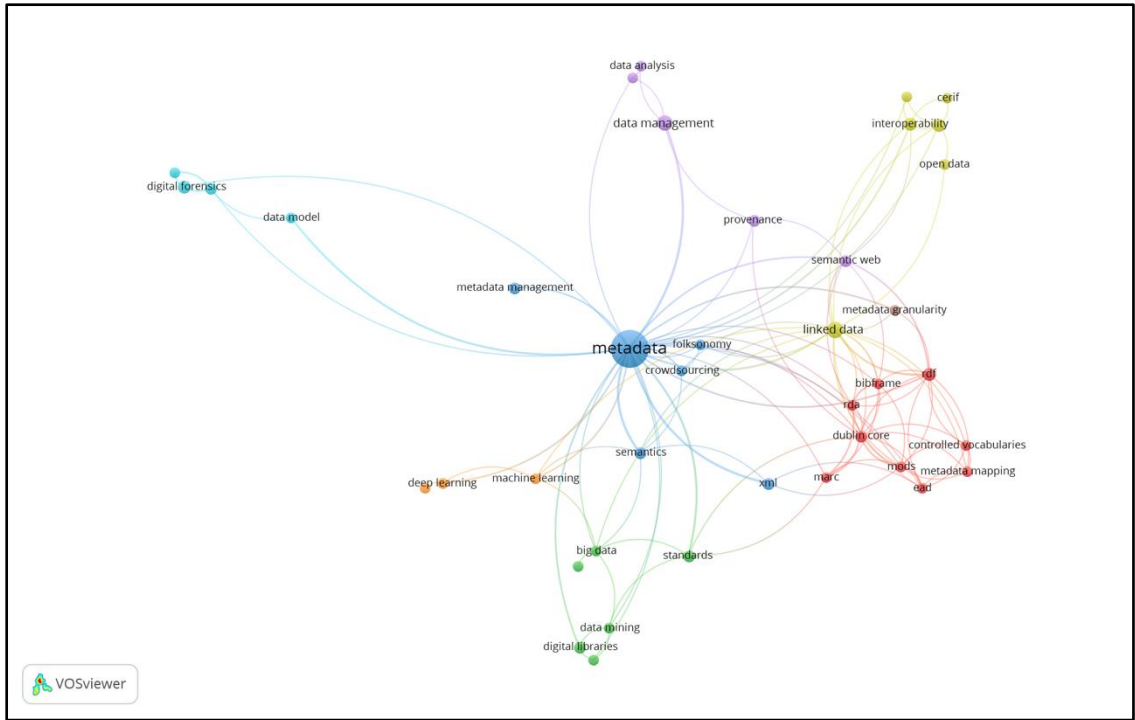 data analysis
data management
cerif
interoperability
open data
digital forensics
data model
provenance
semantic web
metadata management
metadata granularity
linked data
metadata
folksonomy
crowdsourcing
rdf
bibframe
rda
dublin core
controlled vocabularies
semantics
mods
metadata mapping
marc
ead
xml
deep learning
machine learning
big data
standards
data mining
digital libraries
VOSviewer